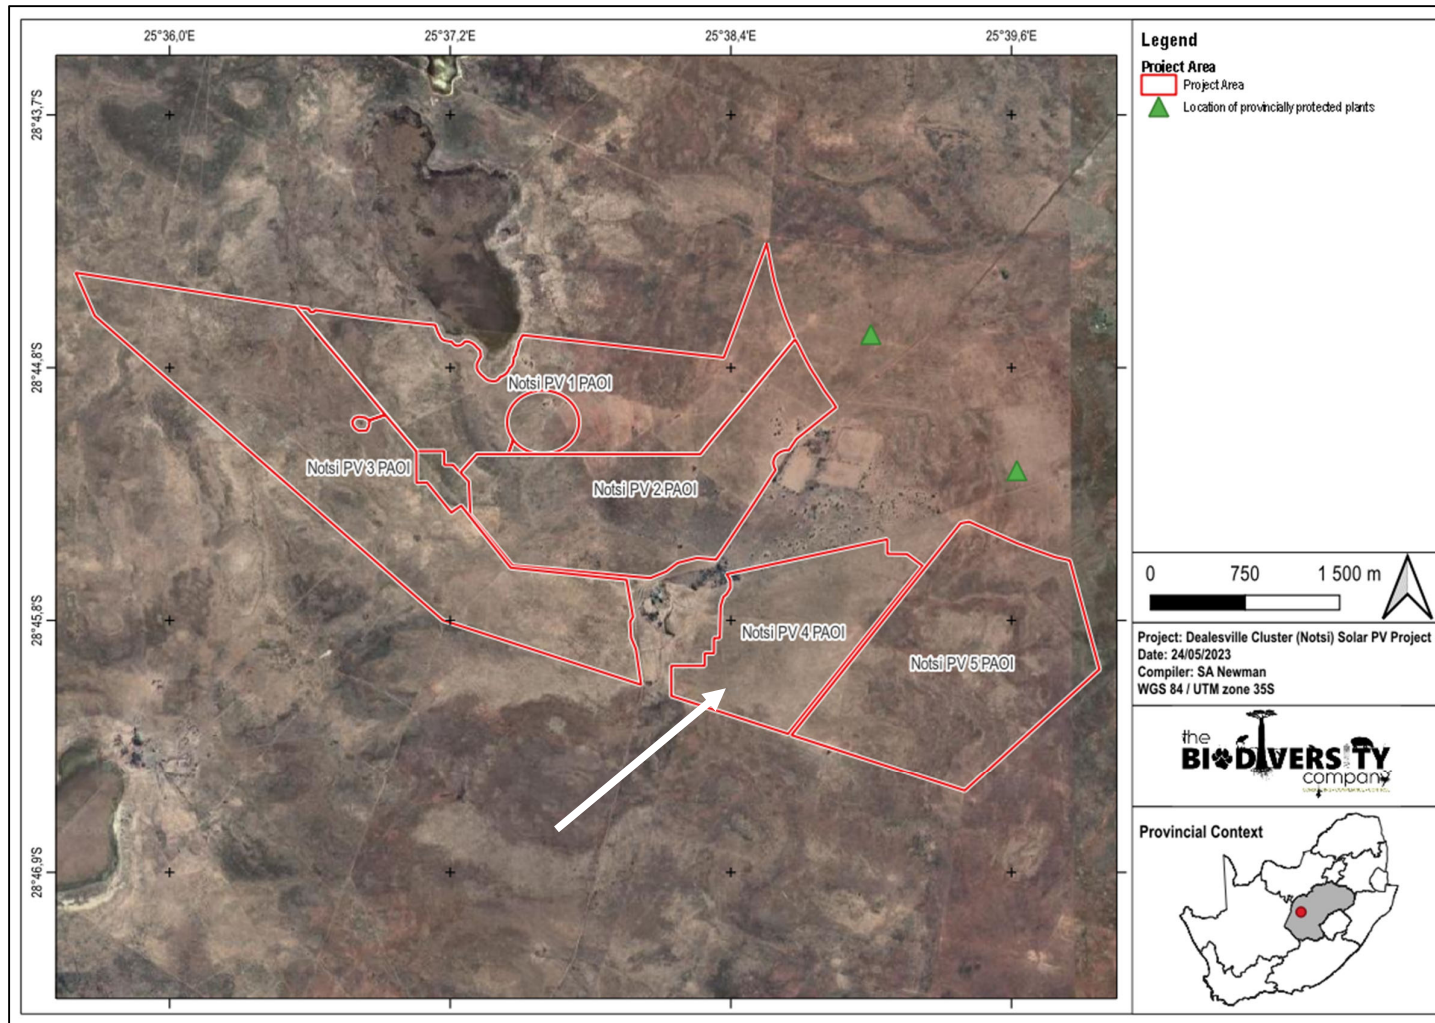 25°36,0'E 25°37,2'E 25°38,4'E 25°39,6'E
28°43,7'S
28°44,8'S
28°45,8'S
28°46,9'S
Notsi PV 1 PAOI
Notsi PV 3 PAOI
Notsi PV 2 PAOI
Notsi PV 4 PAOI
Notsi PV 5 PAOI
Legend
Project Area
Project Area
Location of provincially protected plants
0 750 1 500 m
Project: Dealesville Cluster (Notsi) Solar PV Project
Date: 24/05/2023
Compiler: SA Newman
WGS 84 / UTM zone 35S
the
BIODIVERSITY
company
Provincial Context